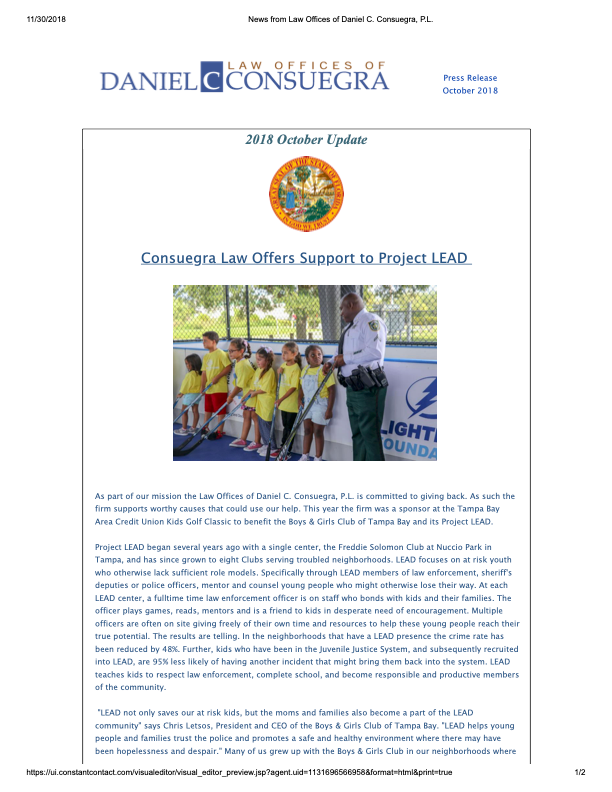 11/30/2018
News from Law Offices of Daniel C. Consuegra, P.L.
LAW OFFICES OF
DANIEL C CONSUEGRA
Press Release
October 2018
2018 October Update
GREAT SEAL OF THE STATE OF FLORIDA
IN GOD WE TRUST
Consuegra Law Offers Support to Project LEAD
LIGHT
OUNDA
As part of our mission the Law Offices of Daniel C. Consuegra, P.L. is committed to giving back. As such the
firm supports worthy causes that could use our help. This year the firm was a sponsor at the Tampa Bay
Area Credit Union Kids Golf Classic to benefit the Boys & Girls Club of Tampa Bay and its Project LEAD.
Project LEAD began several years ago with a single center, the Freddie Solomon Club at Nuccio Park in
Tampa, and has since grown to eight Clubs serving troubled neighborhoods. LEAD focuses on at risk youth
who otherwise lack sufficient role models. Specifically through LEAD members of law enforcement, sheriff's
deputies or police officers, mentor and counsel young people who might otherwise lose their way. At each
LEAD center, a fulltime time law enforcement officer is on staff who bonds with kids and their families. The
officer plays games, reads, mentors and is a friend to kids in desperate need of encouragement. Multiple
officers are often on site giving freely of their own time and resources to help these young people reach their
true potential. The results are telling. In the neighborhoods that have a LEAD presence the crime rate has
been reduced by 48%. Further, kids who have been in the Juvenile Justice System, and subsequently recruited
into LEAD, are 95% less likely of having another incident that might bring them back into the system. LEAD
teaches kids to respect law enforcement, complete school, and become responsible and productive members
of the community.
"LEAD not only saves our at risk kids, but the moms and families also become a part of the LEAD
community" says Chris Letsos, President and CEO of the Boys & Girls Club of Tampa Bay. "LEAD helps young
people and families trust the police and promotes a safe and healthy environment where there may have
been hopelessness and despair." Many of us grew up with the Boys & Girls Club in our neighborhoods where
https://ui.constantcontact.com/visualeditor/visual_editor_preview.jsp?agent.uid=1131696566958&format=html&print=true
1/2